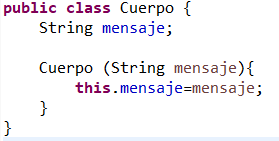 public class Cuerpo {
    String mensaje;

    Cuerpo (String mensaje){
        this.mensaje=mensaje;
    }
}